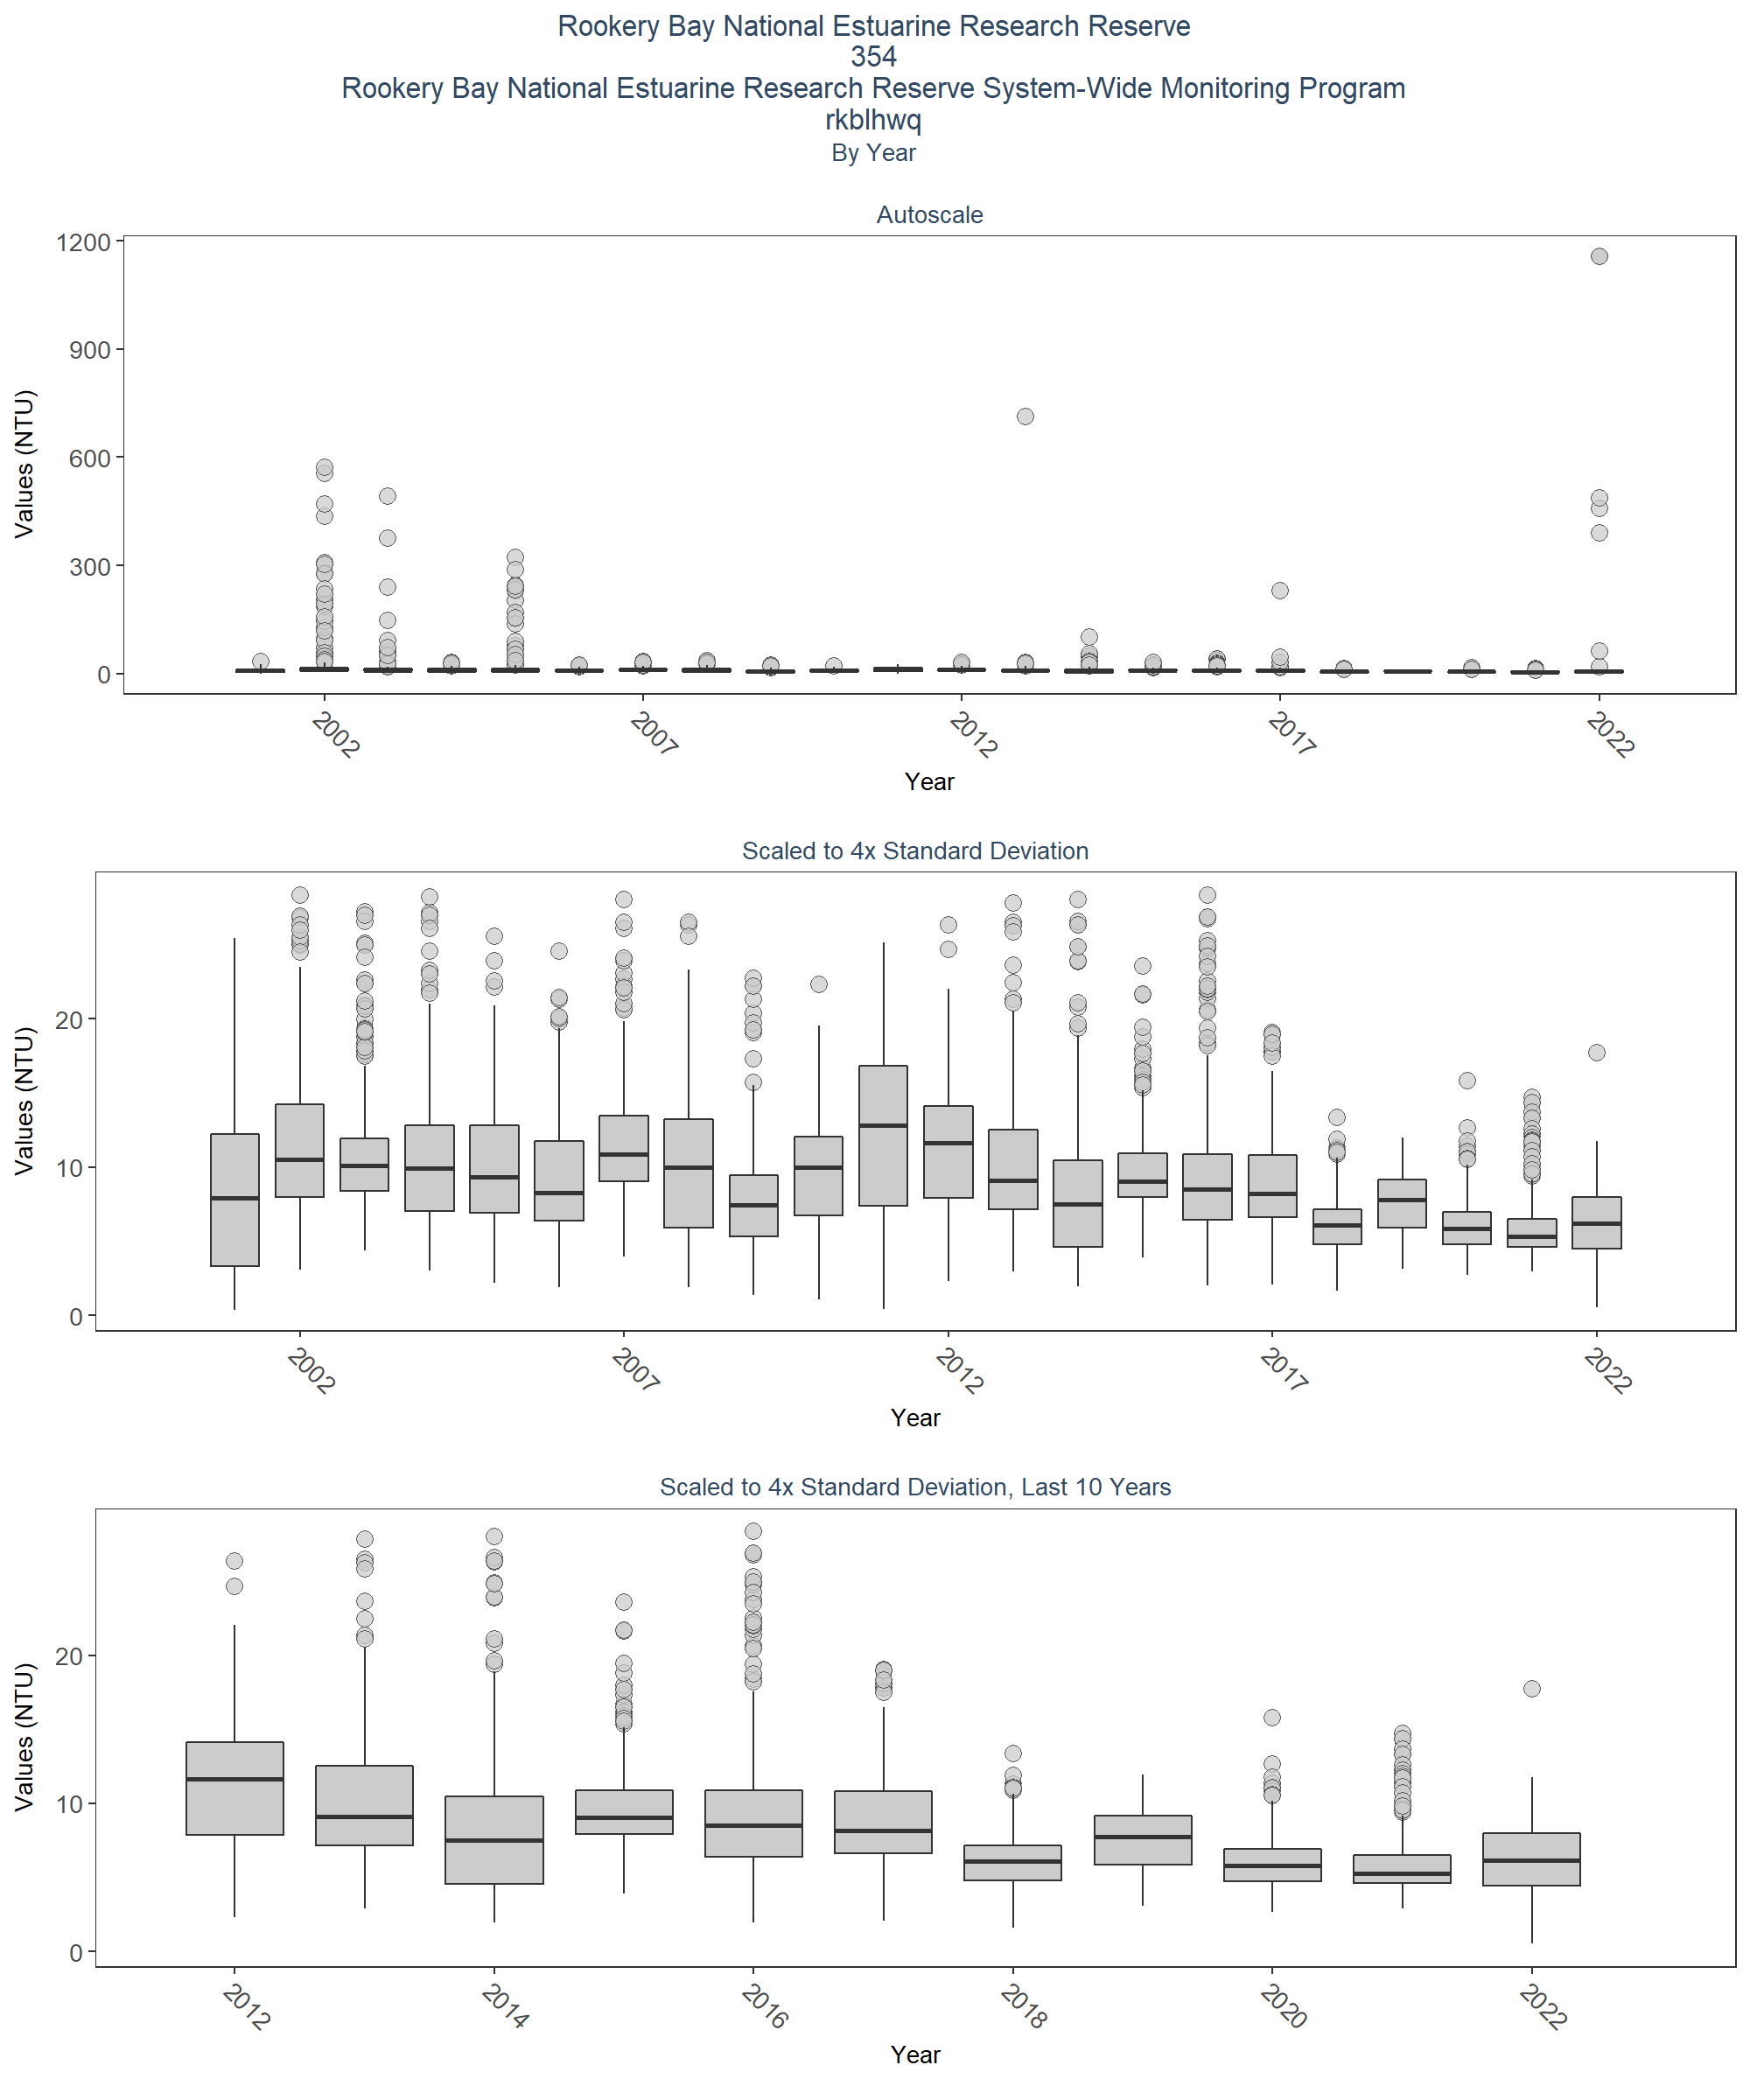 Rookery Bay National Estuarine Research Reserve
354
Rookery Bay National Estuarine Research Reserve System-Wide Monitoring Program
rkblhwq
By Year
Autoscale
Values (NTU)
1200
900
600
300
0
2002
2007
2012
2017
2022
Year
Scaled to 4x Standard Deviation
Values (NTU)
20
10
0
2002
2007
2012
2017
2022
Year
Scaled to 4x Standard Deviation, Last 10 Years
Values (NTU)
20
10
0
2012
2014
2016
2018
2020
2022
Year